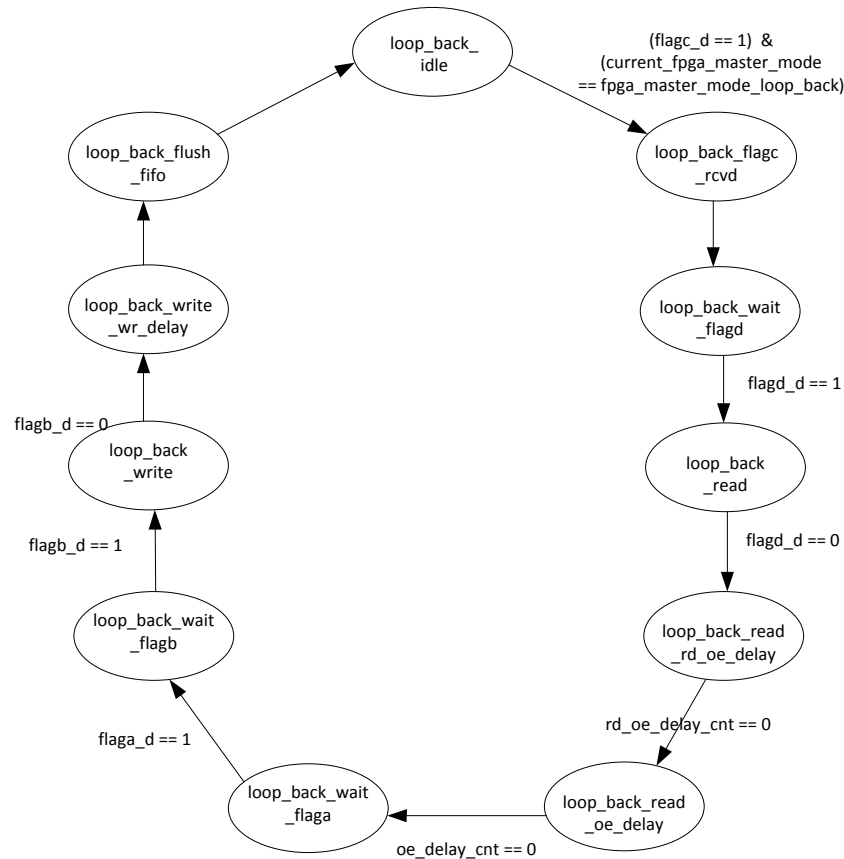 loop_back_
idle
(flagc_d == 1) &
(current_fpga_master_mode
== fpga_master_mode_loop_back)
loop_back_flagc
_rcvd
loop_back_wait
_flagd
flagd_d == 1
loop_back
_read
flagd_d == 0
loop_back_read
_rd_oe_delay
rd_oe_delay_cnt == 0
loop_back_read
_oe_delay
oe_delay_cnt == 0
loop_back_wait
_flaga
flaga_d == 1
loop_back_wait
_flagb
flagb_d == 1
loop_back
_write
flagb_d == 0
loop_back_write
_wr_delay
loop_back_flush
_fifo